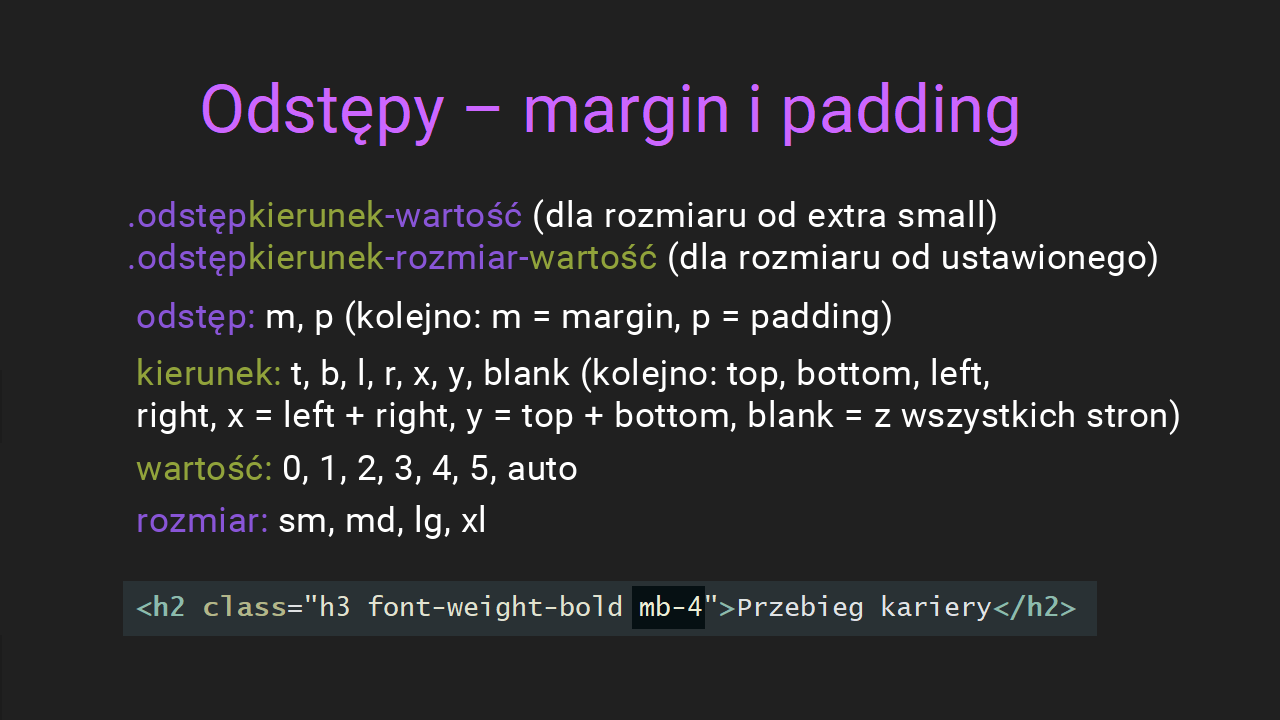 Odstępy – margin i padding
.odstępkierunek-wartość (dla rozmiaru od extra small)
.odstępkierunek-rozmiar-wartość (dla rozmiaru od ustawionego)
odstęp: m, p (kolejno: m = margin, p = padding)
kierunek: t, b, l, r, x, y, blank (kolejno: top, bottom, left,
right, x = left + right, y = top + bottom, blank = z wszystkich stron)
wartość: 0, 1, 2, 3, 4, 5, auto
rozmiar: sm, md, lg, xl
<h2 class="h3 font-weight-bold mb-4">Przebieg kariery</h2>